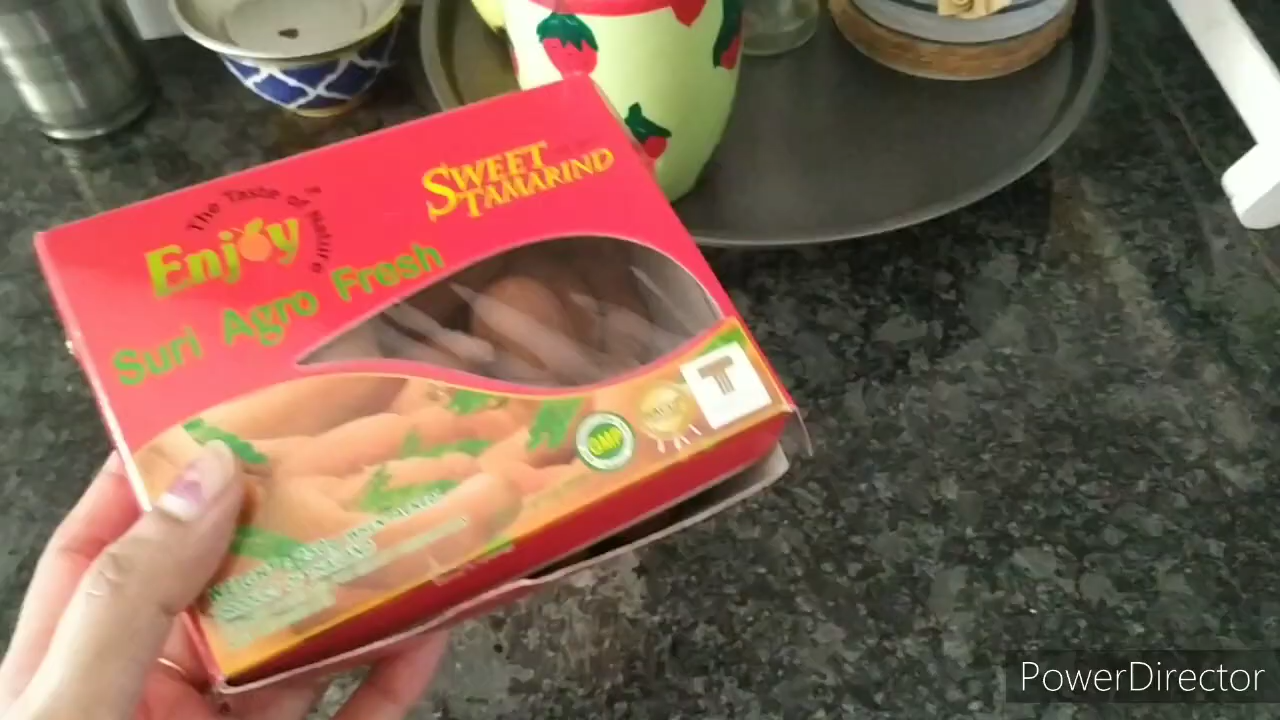 The Taste of Nature
Enjoy
SWEET
TAMARIND
Suri Agro Fresh
GMP
PowerDirector